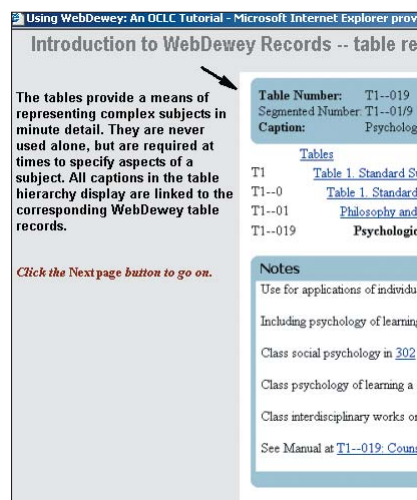 Using WebDewey: An OCLC Tutorial - Microsoft Internet Explorer prov
Introduction to WebDewey Records -- table re
The tables provide a means of
representing complex subjects in
minute detail. They are never
used alone, but are required at
times to specify aspects of a
subject. All captions in the table
hierarchy display are linked to the
corresponding WebDewey table
records.
Click the Next page button to go on.
Table Number: T1--019
Segmented Number: T1--01/9
Caption: Psycholog
Tables
T1 Table 1. Standard Su
T1--0 Table 1. Standard
T1--01 Philosophy and
T1--019 Psychologic
Notes
Use for applications of individu
Including psychology of learning
Class social psychology in 302
Class psychology of learning a
Class interdisciplinary works on
See Manual at T1--019: Couns